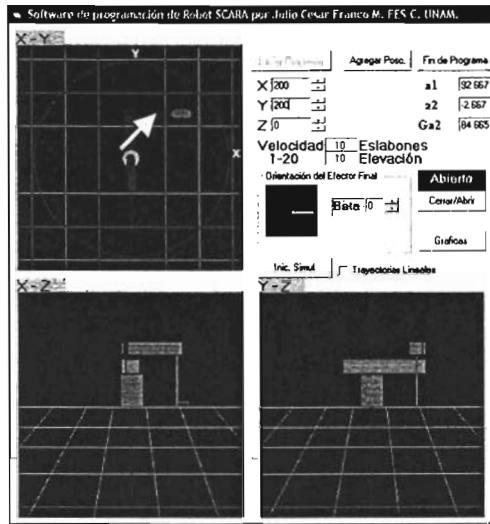 Software de programación de Robot SCARA por Julio Cesar Franco M. FES C. UNAM.
X-Y
Y
X
Agregar Posc.
Fin de Programa
X 200
a1 92.667
Y 200
a2 -2.667
Z 0
Ga2 84.665
Velocidad 10 Eslabones
1-20 10 Elevación
Orientación del Efector Final
Abierto
Beta 0
Cerrar/Abrir
Graficas
Inic. Simul
Trayectorias Lineales
X-Z
Y-Z